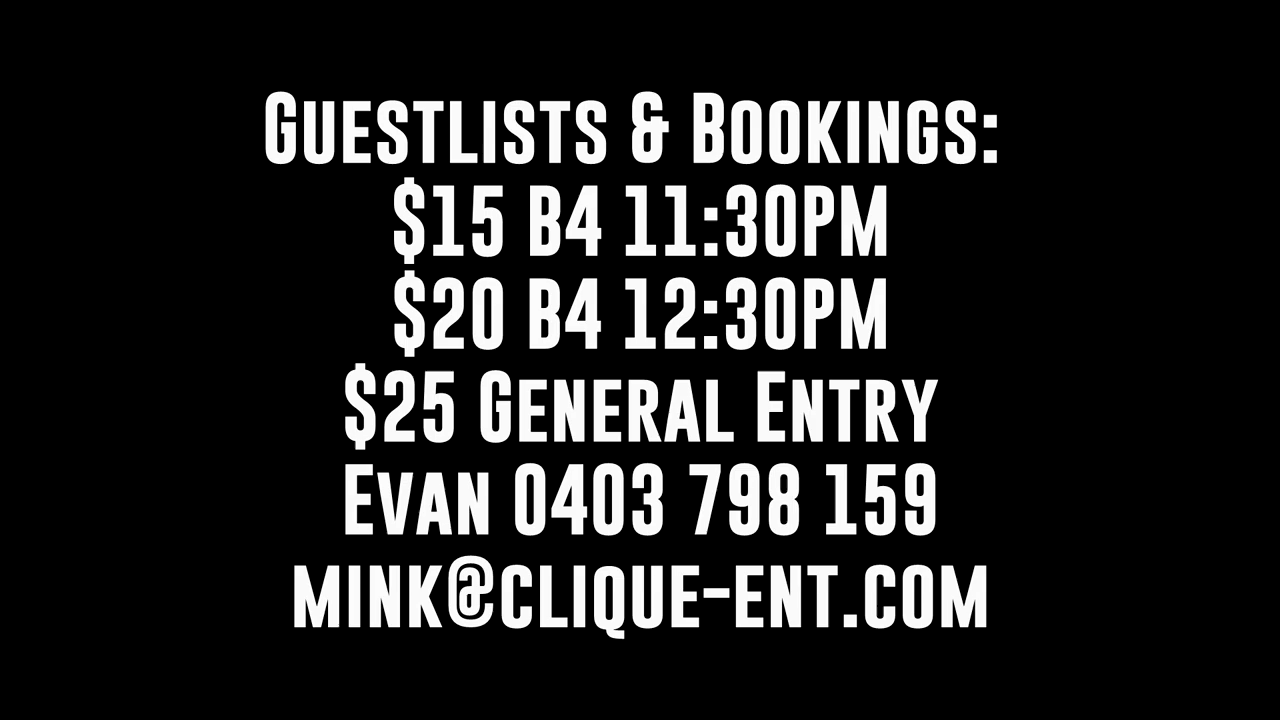 Guestlists & Bookings:
$15 B4 11:30PM
$20 B4 12:30PM
$25 General Entry
Evan 0403 798 159
mink@clique-ent.com